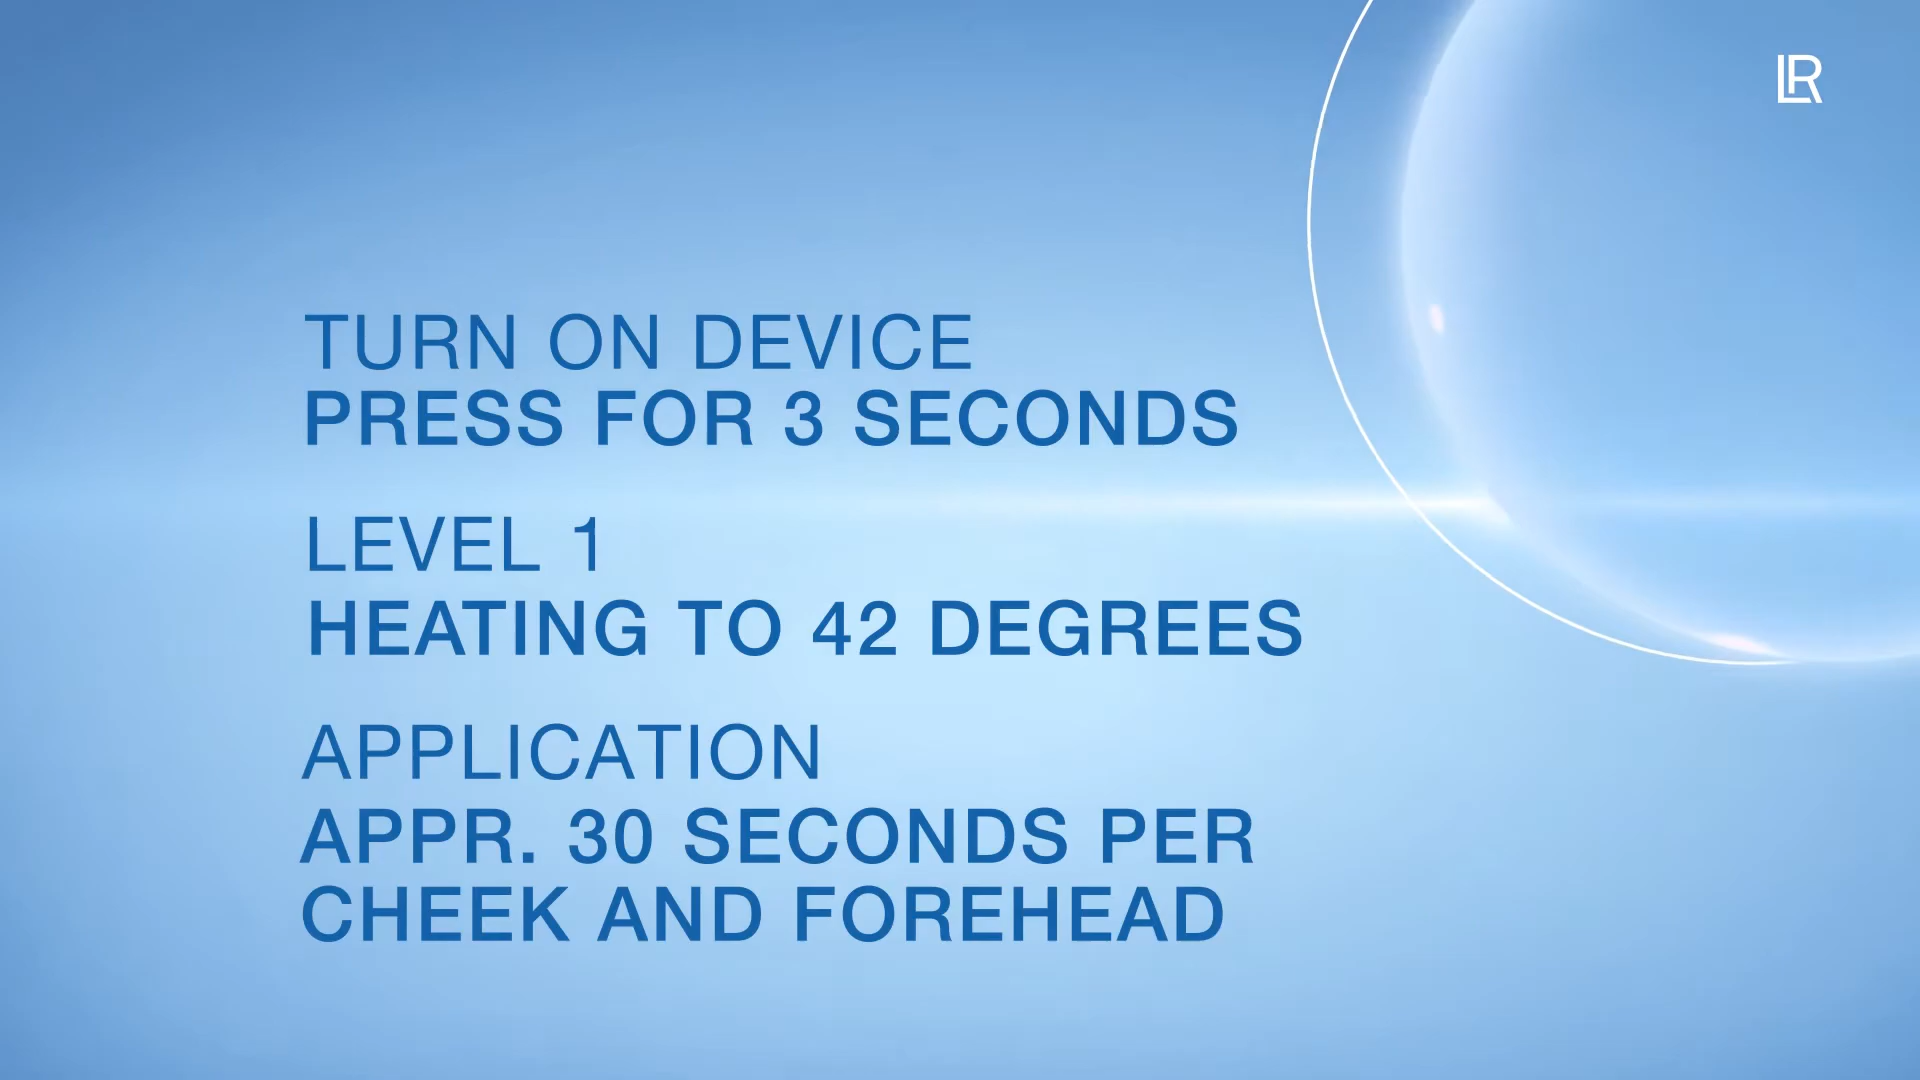 LR
TURN ON DEVICE
PRESS FOR 3 SECONDS
LEVEL 1
HEATING TO 42 DEGREES
APPLICATION
APPR. 30 SECONDS PER
CHEEK AND FOREHEAD